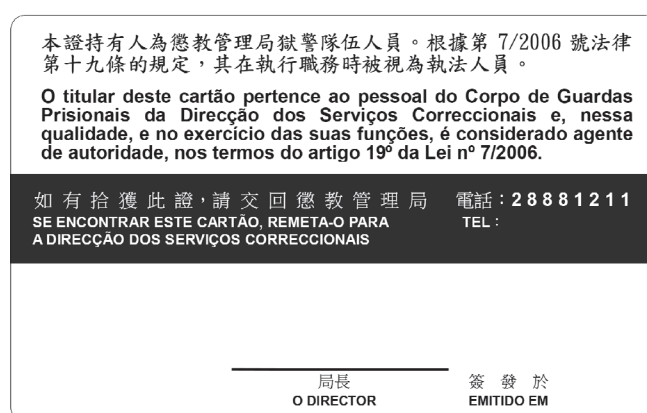 本證持有人為懲教管理局獄警隊伍人員。根據第 7/2006 號法律
第十九條的規定，其在執行職務時被視為執法人員。
O titular deste cartão pertence ao pessoal do Corpo de Guardas
Prisionais da Direcção dos Serviços Correccionais e, nessa
qualidade, e no exercício das suas funções, é considerado agente
de autoridade, nos termos do artigo 19º da Lei nº 7/2006.
如有拾獲此證，請交回懲教管理局 電話：28881211
SE ENCONTRAR ESTE CARTÃO, REMETA-O PARA TEL：
A DIRECÇÃO DOS SERVIÇOS CORRECCIONAIS
局長 簽發於
O DIRECTOR EMITIDO EM